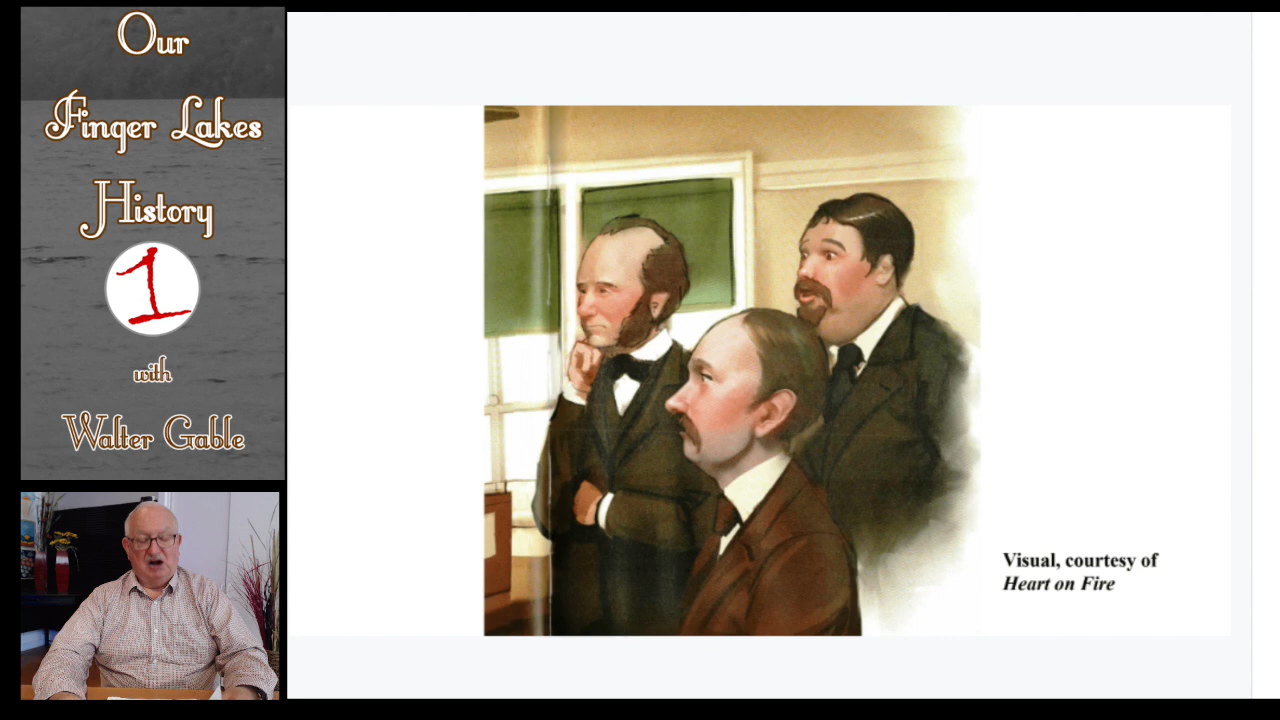 Our
Finger Lakes
History
1
with
Walter Gable
Visual, courtesy of
Heart on Fire